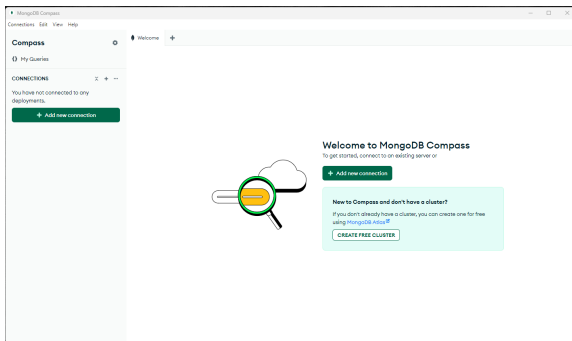 MongoDB Compass
Connections Edit View Help
Compass
Welcome
My Queries
CONNECTIONS
You have not connected to any
deployments.
+ Add new connection
Welcome to MongoDB Compass
To get started, connect to an existing server or
+ Add new connection
New to Compass and don't have a cluster?
If you don't already have a cluster, you can create one for free
using MongoDB Atlas
CREATE FREE CLUSTER